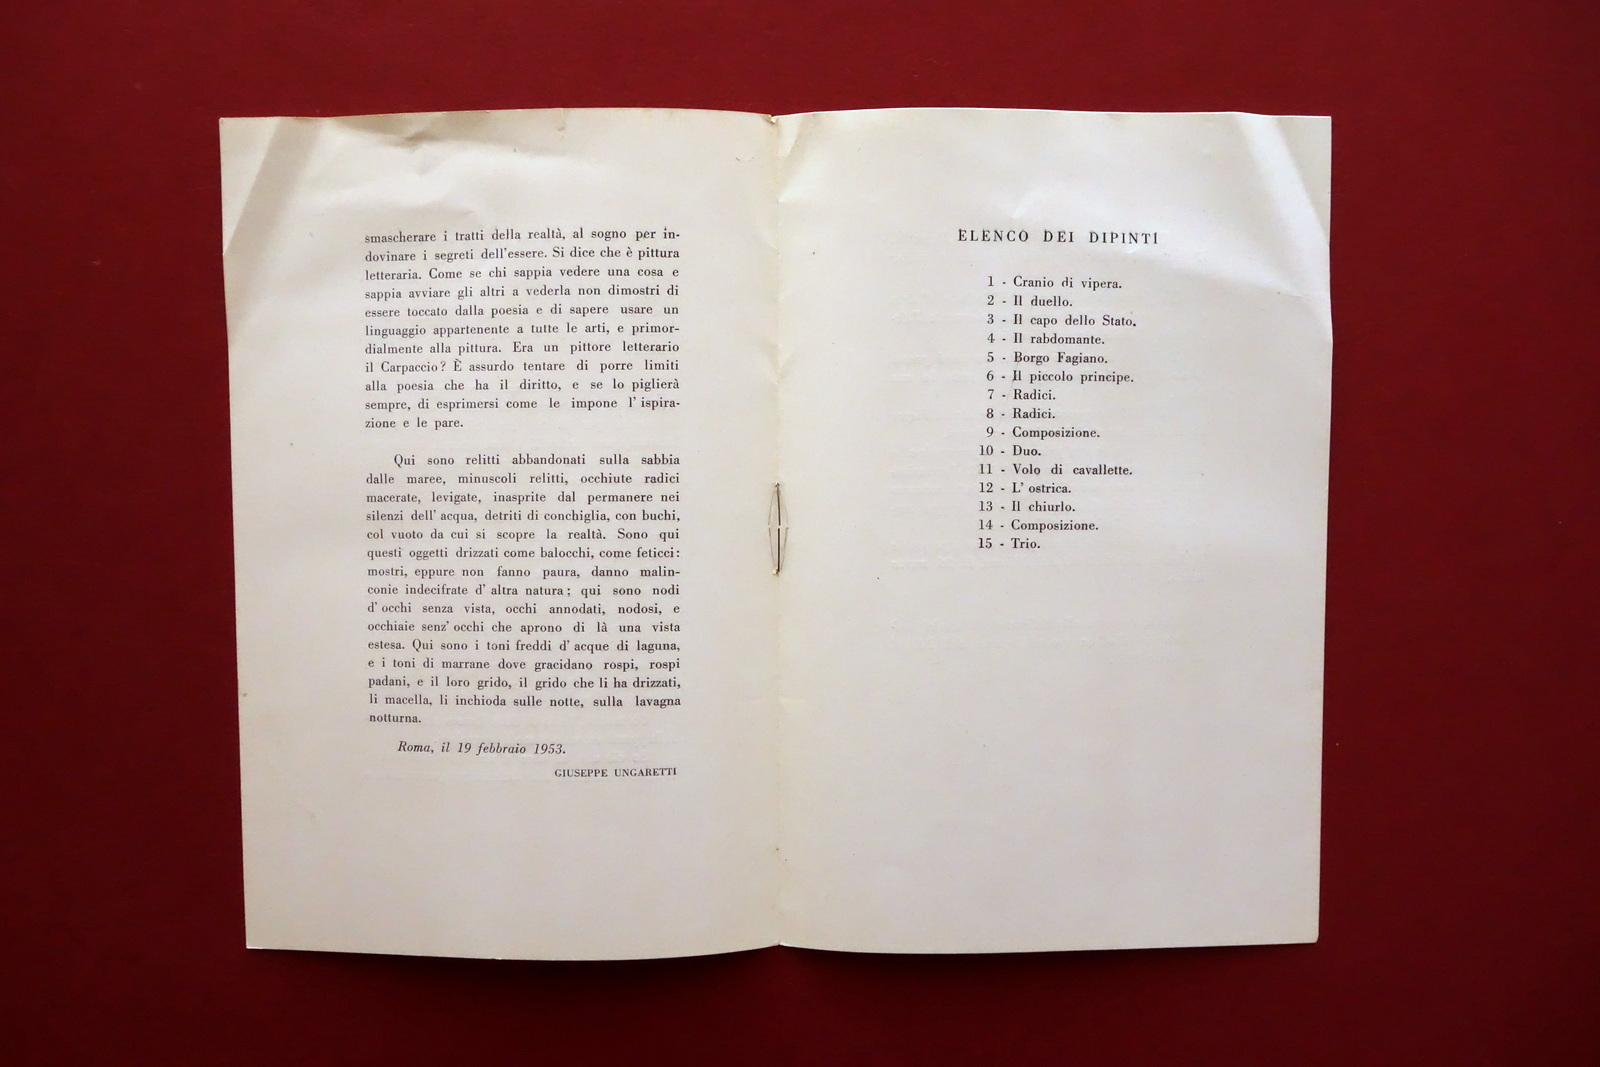 smascherare i tratti della realtà, al sogno per in-
dovinare i segreti dell'essere. Si dice che è pittura
letteraria. Come se chi sappia vedere una cosa e
sappia avviare gli altri a vederla non dimostri di
essere toccato dalla poesia e di sapere usare un
linguaggio appartenente a tutte le arti, e primor-
dialmente alla pittura. Era un pittore letterario
il Carpaccio? È assurdo tentare di porre limiti
alla poesia che ha il diritto, e se lo piglierà
sempre, di esprimersi come le impone l' ispira-
zione e le pare.
Qui sono relitti abbandonati sulla sabbia
dalle maree, minuscoli relitti, occhiute radici
macerate, levigate, inasprite dal permanere nei
silenzi dell' acqua, detriti di conchiglia, con buchi,
col vuoto da cui si scopre la realtà. Sono qui
questi oggetti drizzati come balocchi, come feticci:
mostri, eppure non fanno paura, danno malin-
conie indecifrate d' altra natura; qui sono nodi
d' occhi senza vista, occhi annodati, nodosi, e
occhiaie senz' occhi che aprono di là una vista
estesa. Qui sono i toni freddi d' acque di laguna,
e i toni di marrane dove gracidano rospi, rospi
padani, e il loro grido, il grido che li ha drizzati,
li macella, li inchioda sulle notte, sulla lavagna
notturna.
Roma, il 19 febbraio 1953.
GIUSEPPE UNGARETTI
ELENCO DEI DIPINTI
1 - Cranio di vipera.
2 - Il duello.
3 - Il capo dello Stato.
4 - Il rabdomante.
5 - Borgo Fagiano.
6 - Il piccolo principe.
7 - Radici.
8 - Radici.
9 - Composizione.
10 - Duo.
11 - Volo di cavallette.
12 - L' ostrica.
13 - Il chiurlo.
14 - Composizione.
15 - Trio.